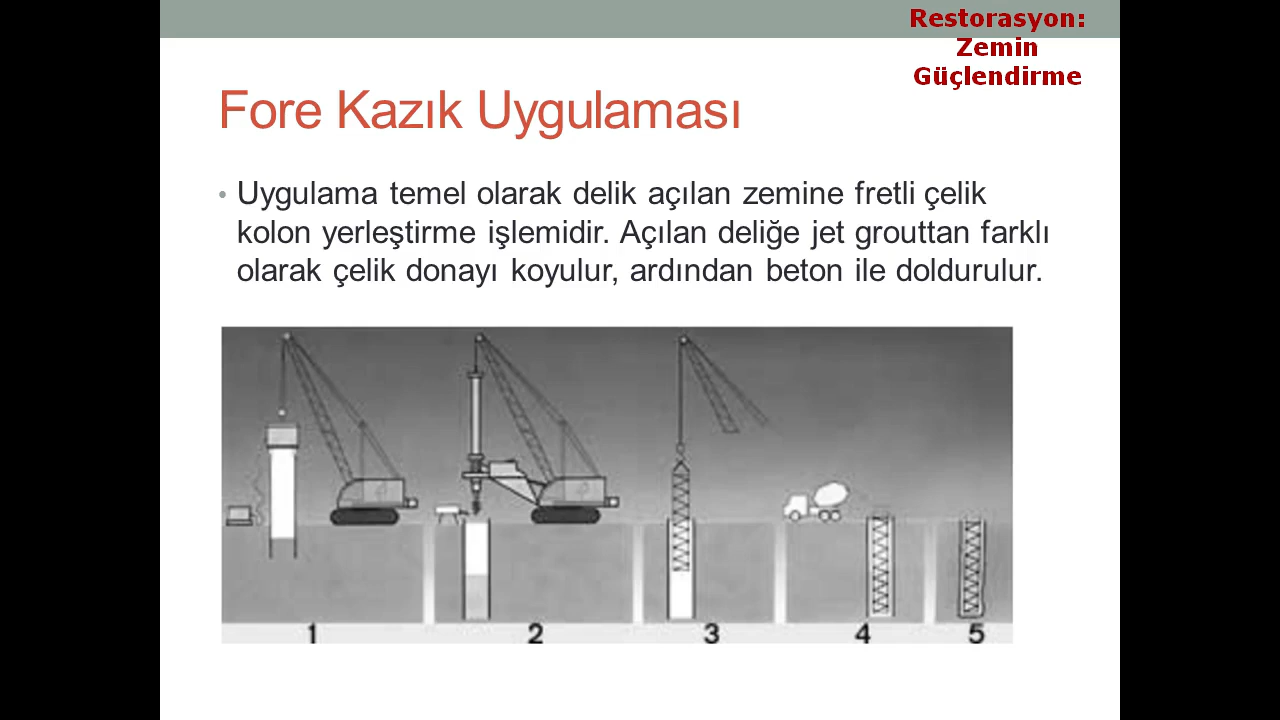 Restorasyon:
Zemin
Güçlendirme
Fore Kazık Uygulaması
• Uygulama temel olarak delik açılan zemine fretli çelik
kolon yerleştirme işlemidir. Açılan deliğe jet grouttan farklı
olarak çelik donayı koyulur, ardından beton ile doldurulur.
1 2 3 4 5